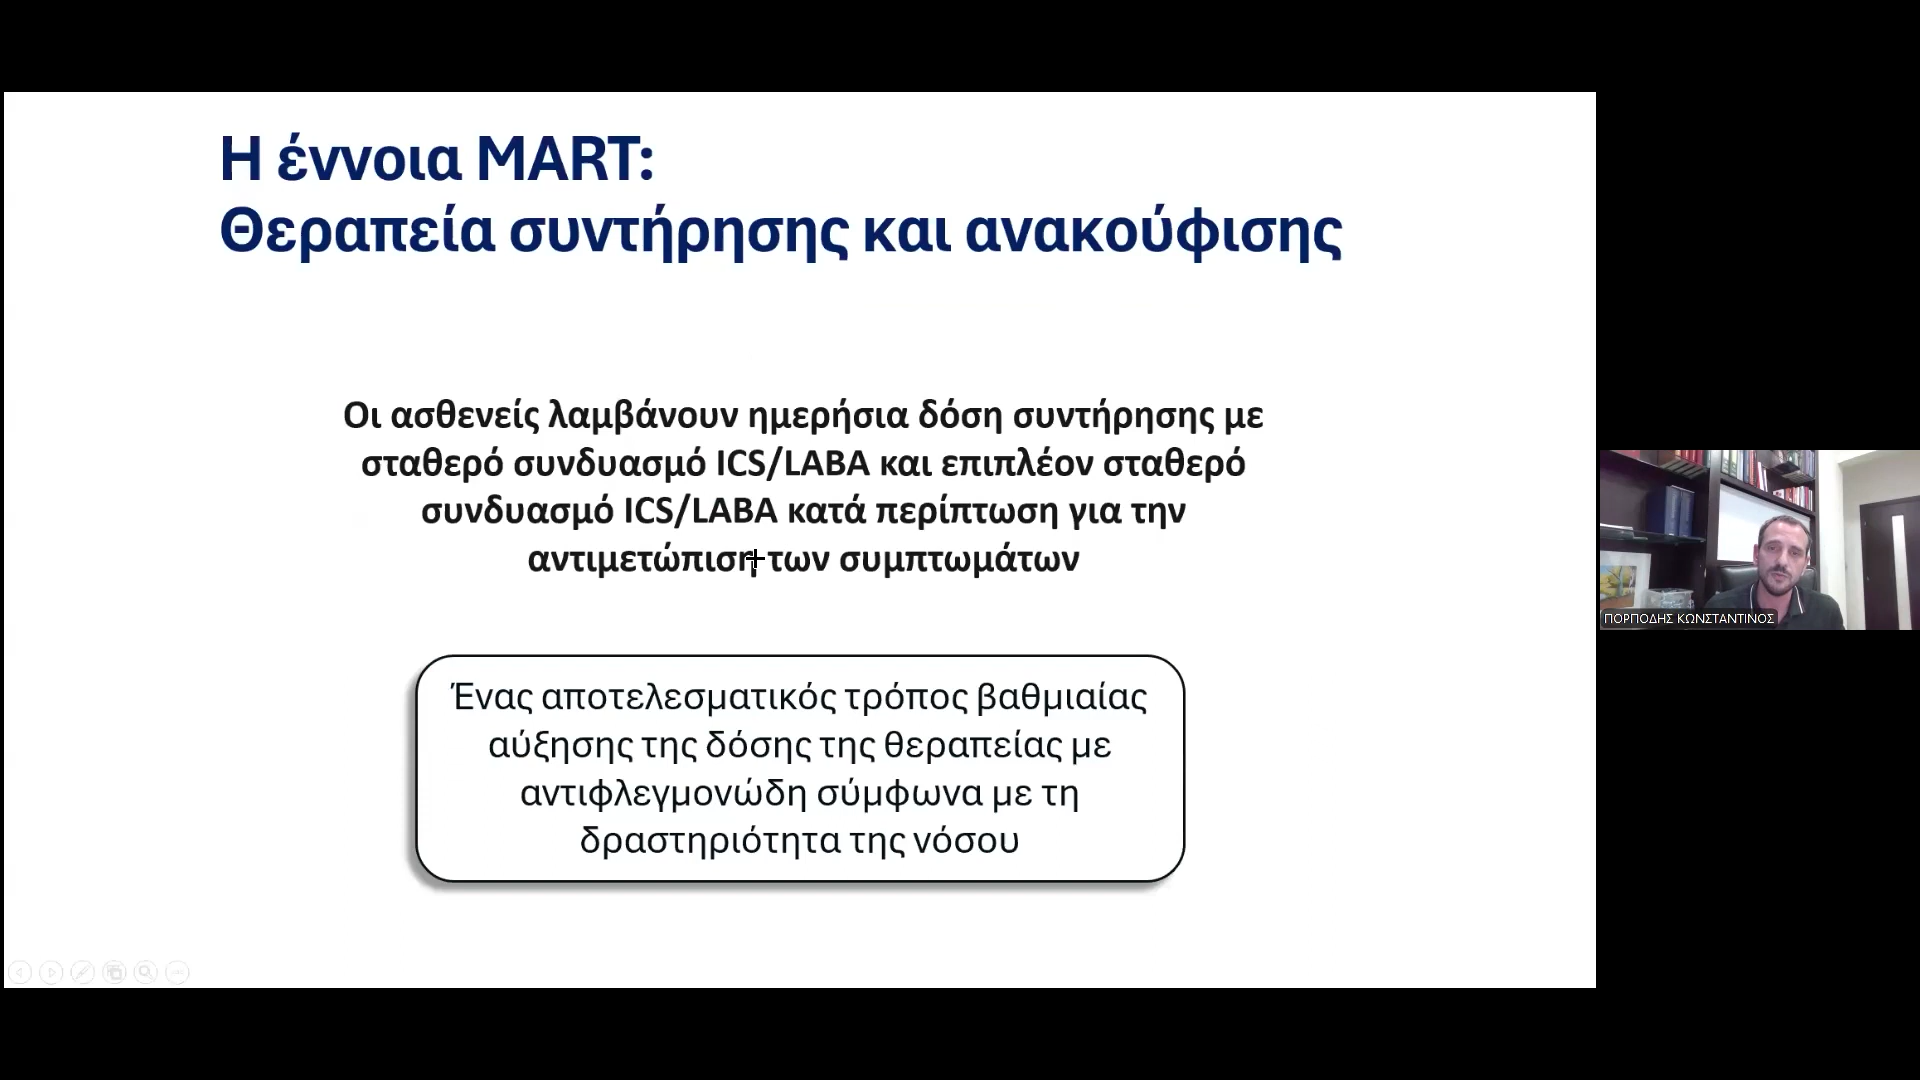 Η έννοια MART:
Θεραπεία συντήρησης και ανακούφισης
Οι ασθενείς λαμβάνουν ημερήσια δόση συντήρησης με
σταθερό συνδυασμό ICS/LABA και επιπλέον σταθερό
συνδυασμό ICS/LABA κατά περίπτωση για την
αντιμετώπιση των συμπτωμάτων
Ένας αποτελεσματικός τρόπος βαθμιαίας
αύξησης της δόσης της θεραπείας με
αντιφλεγμονώδη σύμφωνα με τη
δραστηριότητα της νόσου
ΠΟΡΠΟΔΗΣ ΚΩΝΣΤΑΝΤΙΝΟΣ